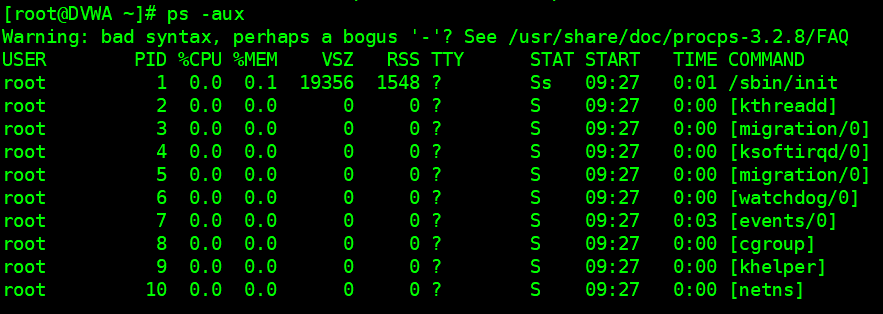 [root@DVWA ~]# ps -aux
Warning: bad syntax, perhaps a bogus '-'? See /usr/share/doc/procps-3.2.8/FAQ
USER        PID %CPU %MEM    VSZ   RSS TTY      STAT START   TIME COMMAND
root          1  0.0  0.1  19356  1548 ?        Ss   09:27   0:01 /sbin/init
root          2  0.0  0.0      0     0 ?        S    09:27   0:00 [kthreadd]
root          3  0.0  0.0      0     0 ?        S    09:27   0:00 [migration/0]
root          4  0.0  0.0      0     0 ?        S    09:27   0:00 [ksoftirqd/0]
root          5  0.0  0.0      0     0 ?        S    09:27   0:00 [migration/0]
root          6  0.0  0.0      0     0 ?        S    09:27   0:00 [watchdog/0]
root          7  0.0  0.0      0     0 ?        S    09:27   0:03 [events/0]
root          8  0.0  0.0      0     0 ?        S    09:27   0:00 [cgroup]
root          9  0.0  0.0      0     0 ?        S    09:27   0:00 [khelper]
root         10  0.0  0.0      0     0 ?        S    09:27   0:00 [netns]